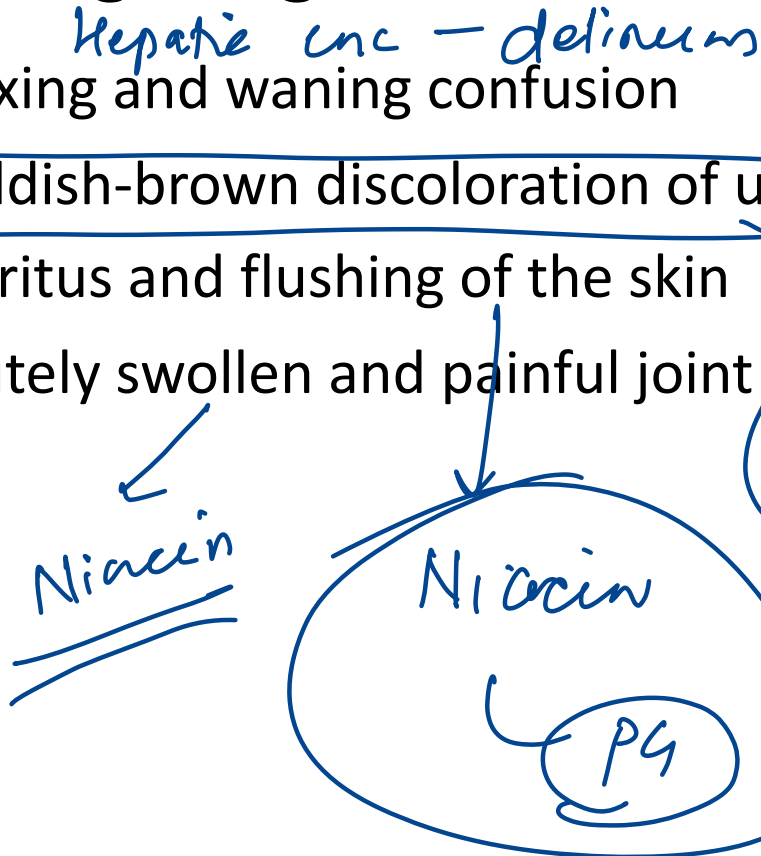 Hepatic enc – delirium
xing and waning confusion
ddish-brown discoloration of u
ritus and flushing of the skin
tely swollen and painful joint
Niacin
Niacin
PG